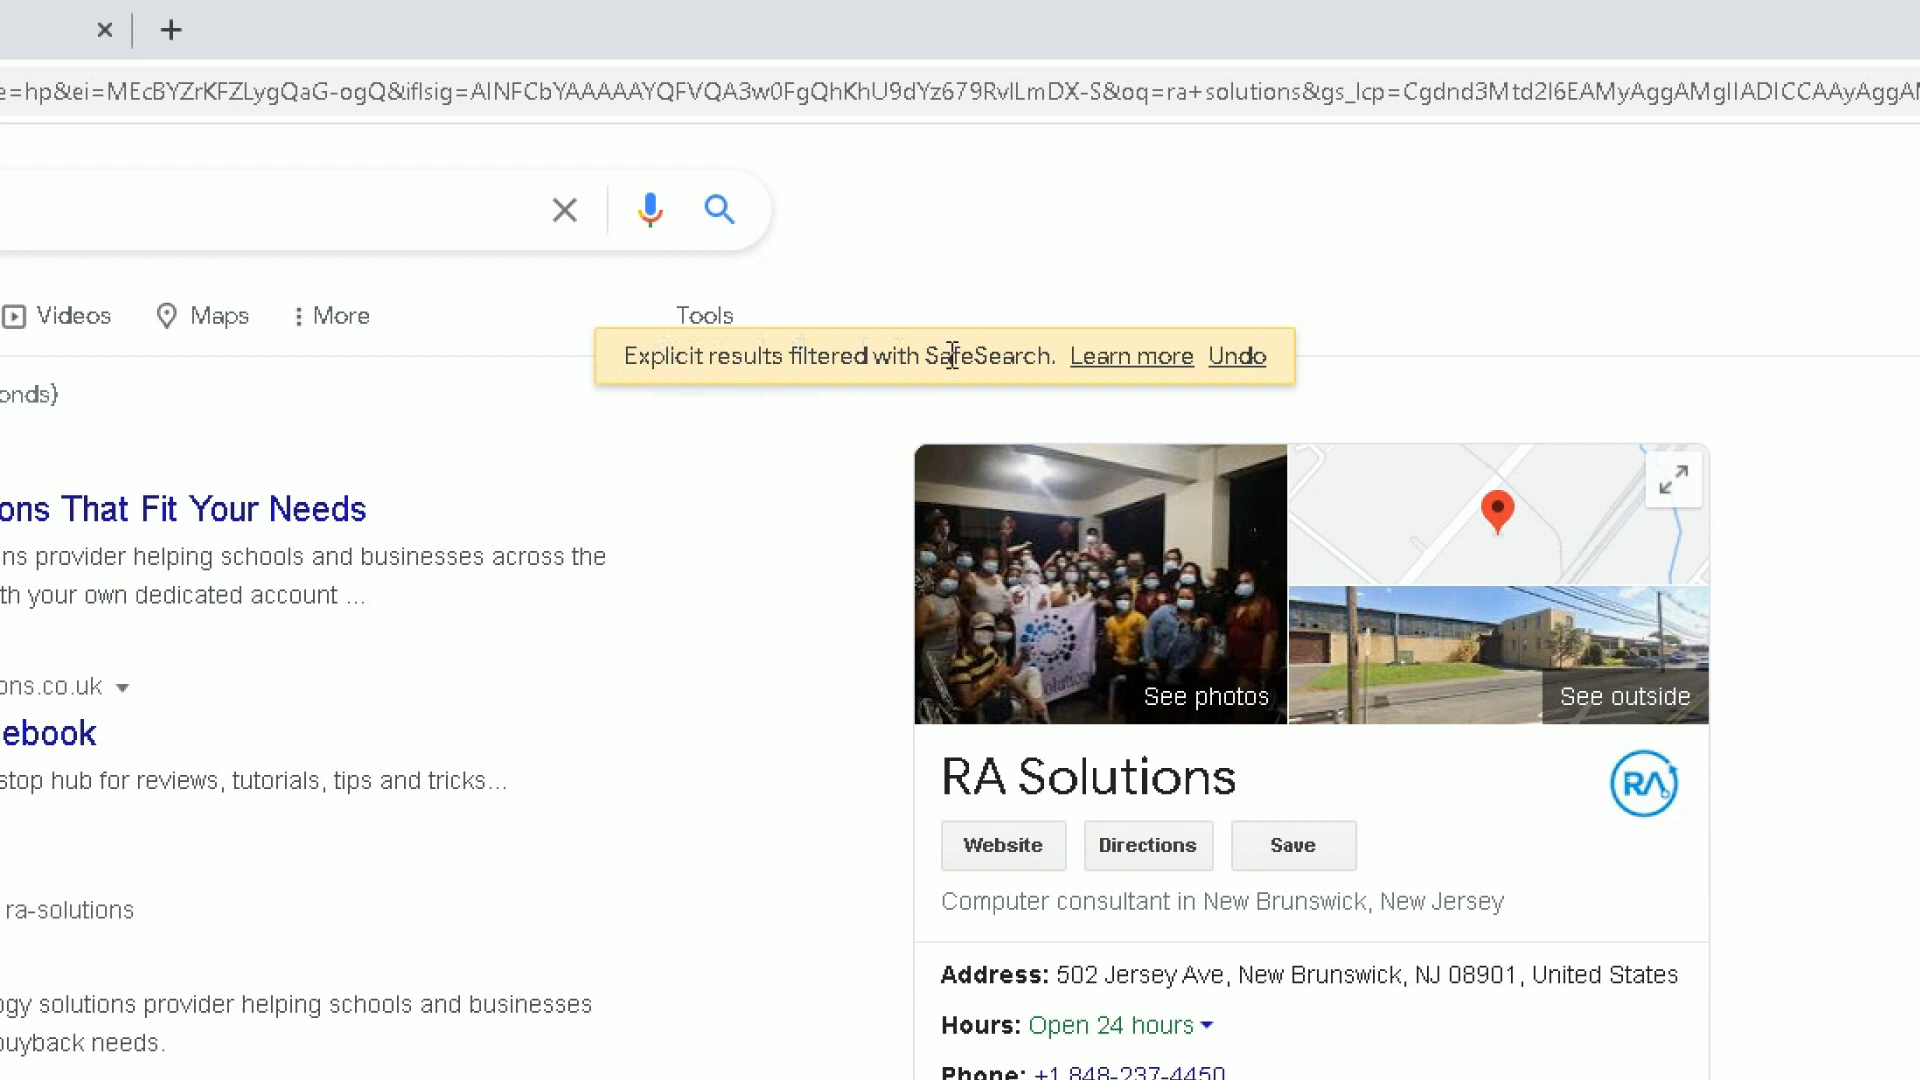 e=hp&ei=MEcBYZrKFZLygQaG-ogQ&iflsig=AINFCbYAAAAAYQFVQA3w0FgQhKhU9dYz679RvlLmDX-S&oq=ra+solutions&gs_lcp=Cgdnd3Mtd2l6EAMyAggAMgIIADICCAAyAggAM
Videos
Maps
More
Tools
Explicit results filtered with SafeSearch. Learn more Undo
onds)
ons That Fit Your Needs
ns provider helping schools and businesses across the
th your own dedicated account ...
ons.co.uk
ebook
stop hub for reviews, tutorials, tips and tricks...
ra-solutions
ogy solutions provider helping schools and businesses
buyback needs.
See photos
See outside
RA Solutions
RA
Website
Directions
Save
Computer consultant in New Brunswick, New Jersey
Address: 502 Jersey Ave, New Brunswick, NJ 08901, United States
Hours: Open 24 hours
Phone: +1 848-237-4450